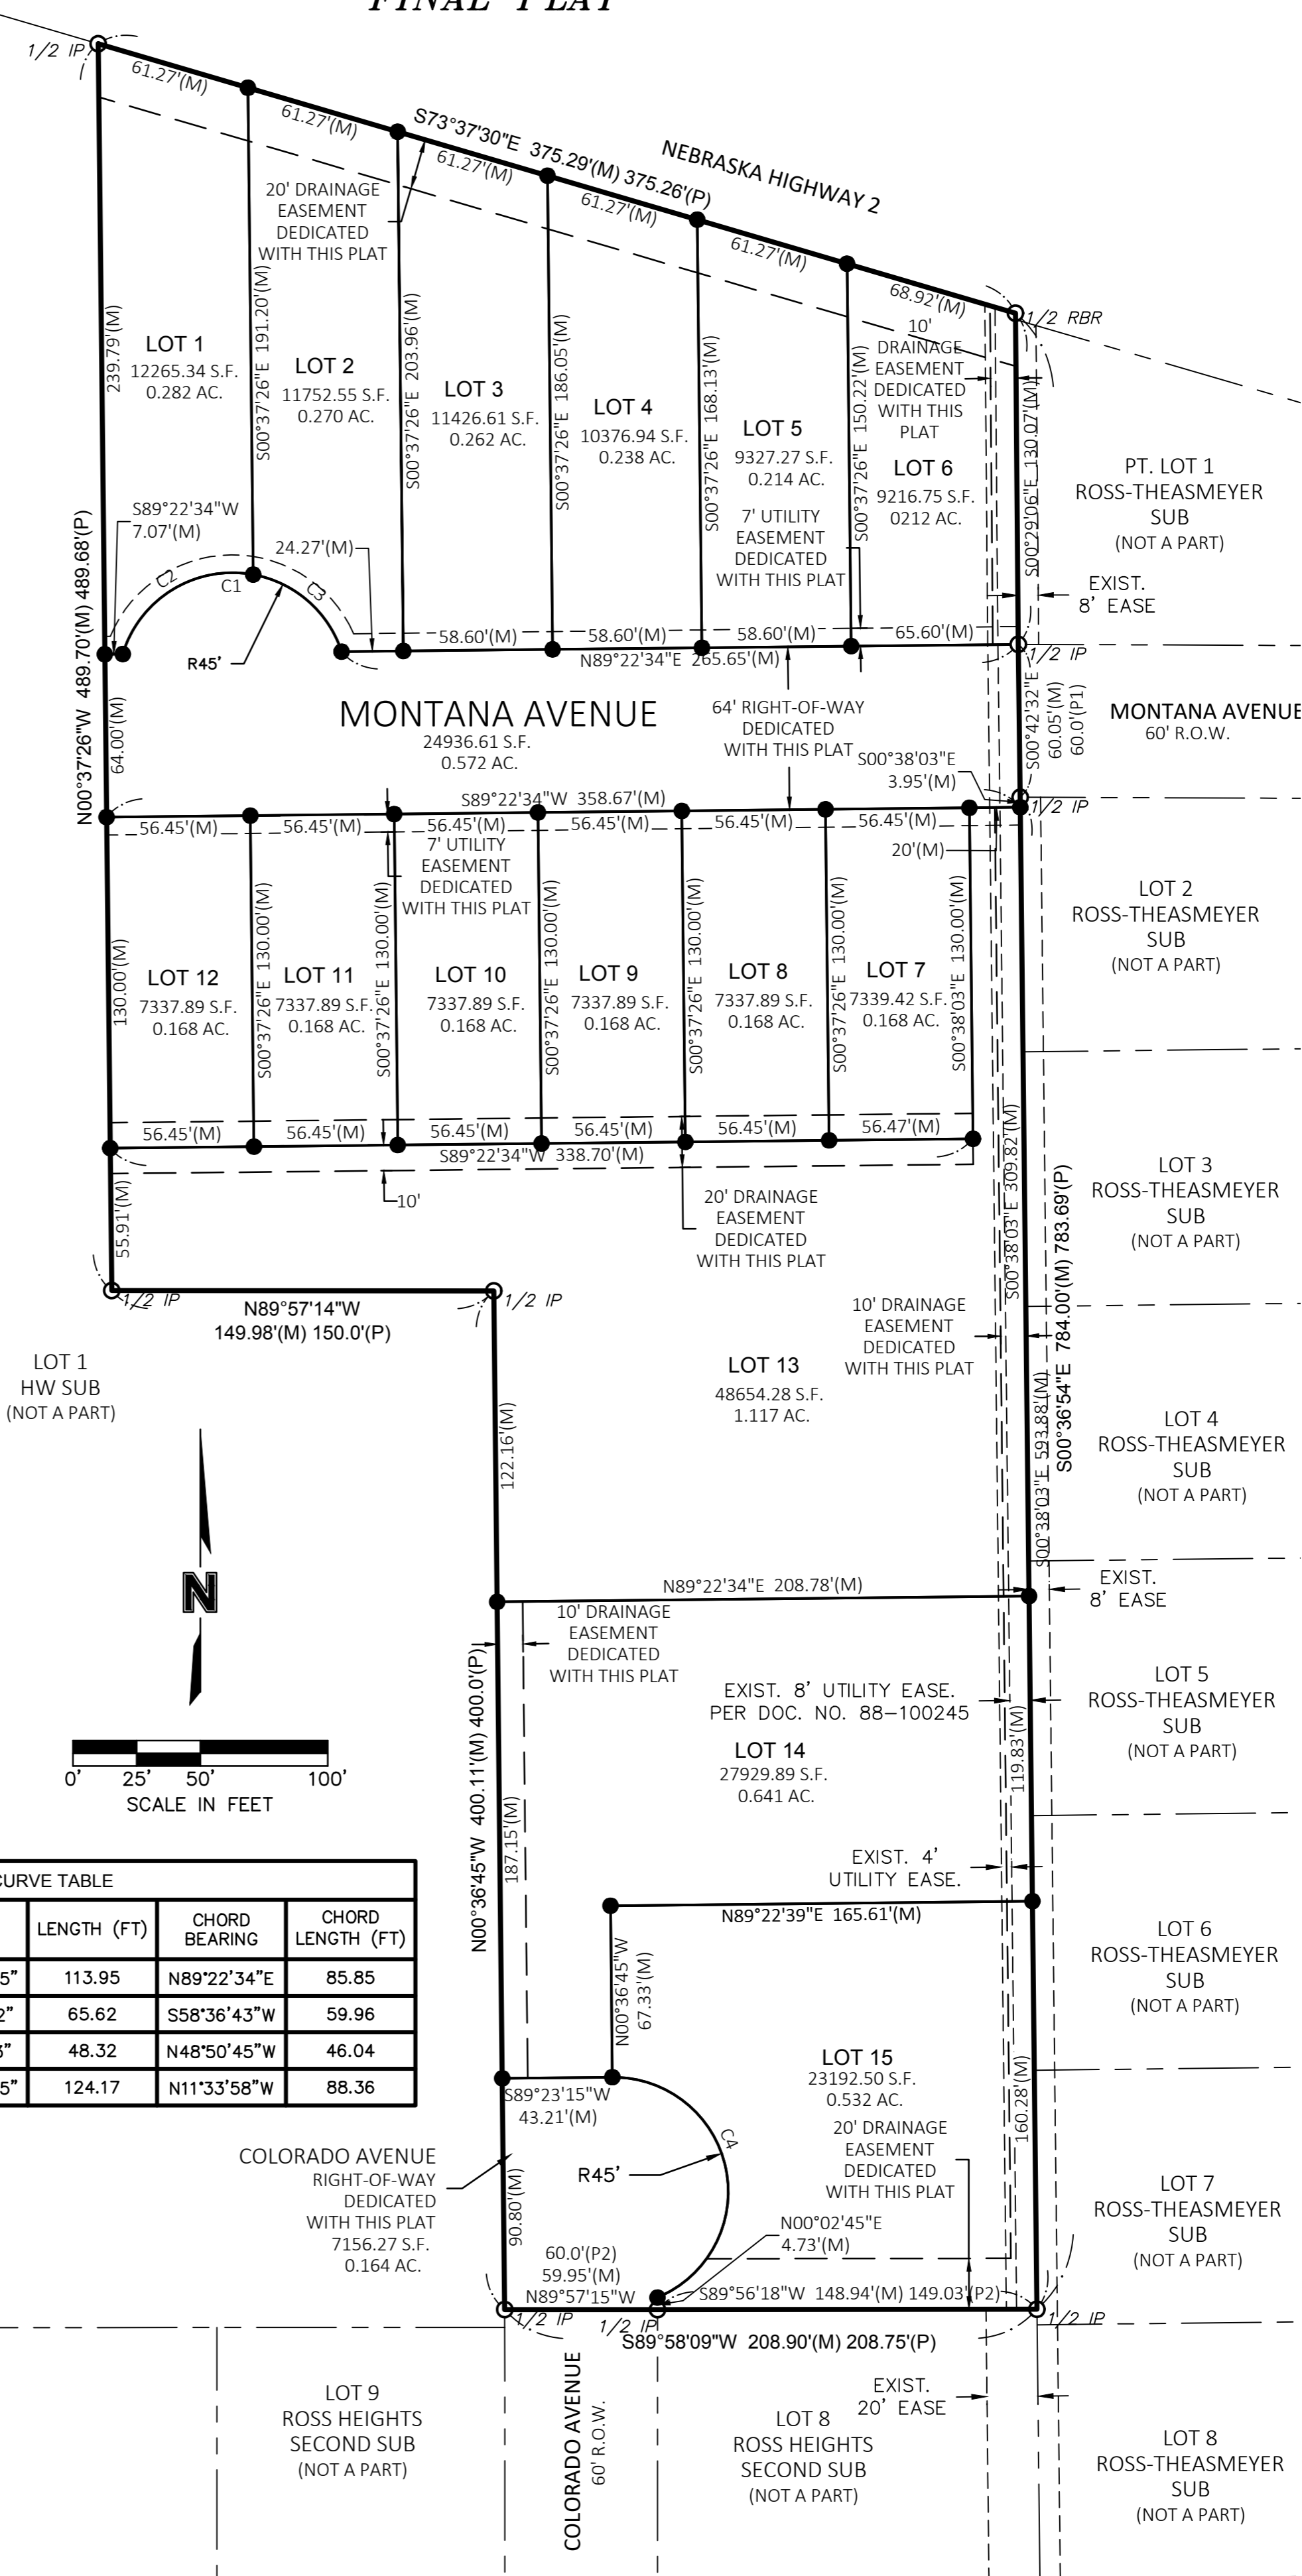 FINAL PLAT
1/2 IP
61.27'(M)
61.27'(M)
S73°37'30"E 375.29'(M) 375.26'(P)
61.27'(M)
NEBRASKA HIGHWAY 2
61.27'(M)
61.27'(M)
68.92'(M)
1/2 RBR
20' DRAINAGE
EASEMENT
DEDICATED
WITH THIS PLAT
10'
DRAINAGE
EASEMENT
DEDICATED
WITH THIS
PLAT
239.79'(M)
LOT 1
12265.34 S.F.
0.282 AC.
S00°37'26"E 191.20'(M)
LOT 2
11752.55 S.F.
0.270 AC.
S00°37'26"E 203.96'(M)
LOT 3
11426.61 S.F.
0.262 AC.
S00°37'26"E 186.05'(M)
LOT 4
10376.94 S.F.
0.238 AC.
S00°37'26"E 168.13'(M)
LOT 5
9327.27 S.F.
0.214 AC.
S00°37'26"E 150.22'(M)
LOT 6
9216.75 S.F.
0212 AC.
S00°29'06"E 130.07'(M)
PT. LOT 1
ROSS-THEASMEYER
SUB
(NOT A PART)
7' UTILITY
EASEMENT
DEDICATED
WITH THIS PLAT
EXIST.
8' EASE
S89°22'34"W
7.07'(M)
24.27'(M)
C2
C1
C3
R45'
58.60'(M)
58.60'(M)
58.60'(M)
65.60'(M)
N89°22'34"E 265.65'(M)
1/2 IP
N00°37'26"W 489.70'(M) 489.68'(P)
64.00'(M)
MONTANA AVENUE
24936.61 S.F.
0.572 AC.
64' RIGHT-OF-WAY
DEDICATED
WITH THIS PLAT
S00°42'32"E
60.05'(M)
60.0'(P1)
MONTANA AVENUE
60' R.O.W.
S00°38'03"E
3.95'(M)
1/2 IP
S89°22'34"W 358.67'(M)
56.45'(M)
56.45'(M)
56.45'(M)
56.45'(M)
56.45'(M)
56.45'(M)
20'(M)
7' UTILITY
EASEMENT
DEDICATED
WITH THIS PLAT
LOT 2
ROSS-THEASMEYER
SUB
(NOT A PART)
130.00'(M)
LOT 12
7337.89 S.F.
0.168 AC.
S00°37'26"E 130.00'(M)
LOT 11
7337.89 S.F.
0.168 AC.
S00°37'26"E 130.00'(M)
LOT 10
7337.89 S.F.
0.168 AC.
S00°37'26"E 130.00'(M)
LOT 9
7337.89 S.F.
0.168 AC.
S00°37'26"E 130.00'(M)
LOT 8
7337.89 S.F.
0.168 AC.
S00°37'26"E 130.00'(M)
LOT 7
7339.42 S.F.
0.168 AC.
S00°38'03"E 130.00'(M)
56.45'(M)
56.45'(M)
56.45'(M)
56.45'(M)
56.45'(M)
56.47'(M)
S89°22'34"W 338.70'(M)
55.91'(M)
10'
20' DRAINAGE
EASEMENT
DEDICATED
WITH THIS PLAT
S00°38'03"E 309.82'(M)
S00°36'54"E 784.00'(M) 783.69'(P)
LOT 3
ROSS-THEASMEYER
SUB
(NOT A PART)
1/2 IP
N89°57'14"W
149.98'(M) 150.0'(P)
1/2 IP
10' DRAINAGE
EASEMENT
DEDICATED
WITH THIS PLAT
LOT 1
HW SUB
(NOT A PART)
LOT 13
48654.28 S.F.
1.117 AC.
122.16'(M)
S00°38'03"E 593.88'(M)
LOT 4
ROSS-THEASMEYER
SUB
(NOT A PART)
N
N89°22'34"E 208.78'(M)
EXIST.
8' EASE
10' DRAINAGE
EASEMENT
DEDICATED
WITH THIS PLAT
N00°36'45"W 400.11'(M) 400.0'(P)
EXIST. 8' UTILITY EASE.
PER DOC. NO. 88-100245
LOT 5
ROSS-THEASMEYER
SUB
(NOT A PART)
LOT 14
27929.89 S.F.
0.641 AC.
119.83'(M)
187.15'(M)
0' 25' 50' 100'
SCALE IN FEET
EXIST. 4'
UTILITY EASE.
N89°22'39"E 165.61'(M)
CURVE TABLE
LENGTH (FT) CHORD BEARING CHORD LENGTH (FT)
5" 113.95 N89°22'34"E 85.85
2" 65.62 S58°36'43"W 59.96
3" 48.32 N48°50'45"W 46.04
5" 124.17 N11°33'58"W 88.36
LOT 6
ROSS-THEASMEYER
SUB
(NOT A PART)
N00°36'45"W
67.33'(M)
LOT 15
23192.50 S.F.
0.532 AC.
160.28'(M)
S89°23'15"W
43.21'(M)
C4
R45'
20' DRAINAGE
EASEMENT
DEDICATED
WITH THIS PLAT
COLORADO AVENUE
RIGHT-OF-WAY
DEDICATED
WITH THIS PLAT
7156.27 S.F.
0.164 AC.
90.80'(M)
N00°02'45"E
4.73'(M)
60.0'(P2)
59.95'(M)
N89°57'15"W
S89°56'18"W 148.94'(M) 149.03'(P2)
LOT 7
ROSS-THEASMEYER
SUB
(NOT A PART)
1/2 IP
1/2 IP
1/2 IP
S89°58'09"W 208.90'(M) 208.75'(P)
LOT 9
ROSS HEIGHTS
SECOND SUB
(NOT A PART)
COLORADO AVENUE
60' R.O.W.
EXIST.
20' EASE
LOT 8
ROSS HEIGHTS
SECOND SUB
(NOT A PART)
LOT 8
ROSS-THEASMEYER
SUB
(NOT A PART)